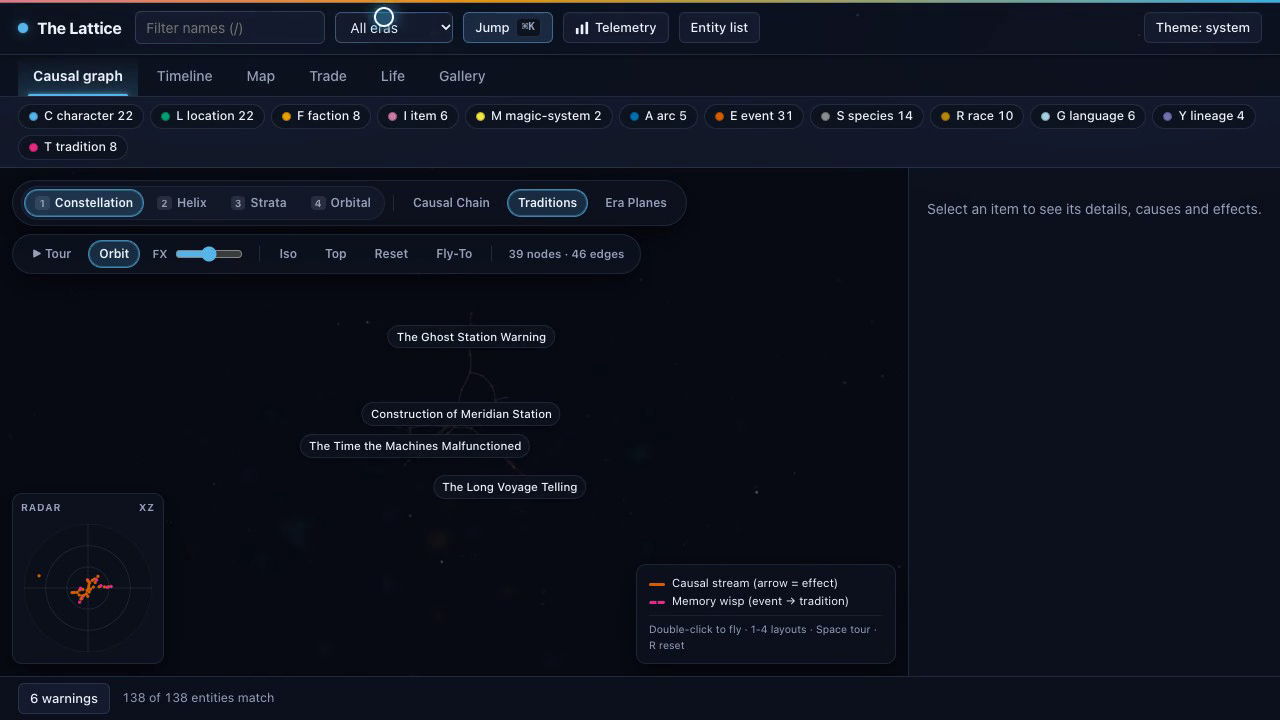 The Lattice
Filter names (/)
All eras
Jump ⌘K
Telemetry
Entity list
Theme: system
Causal graph
Timeline
Map
Trade
Life
Gallery
C character 22
L location 22
F faction 8
I item 6
M magic-system 2
A arc 5
E event 31
S species 14
R race 10
G language 6
Y lineage 4
T tradition 8
1 Constellation
2 Helix
3 Strata
4 Orbital
Causal Chain
Traditions
Era Planes
Select an item to see its details, causes and effects.
Tour
Orbit
FX
Iso
Top
Reset
Fly-To
39 nodes · 46 edges
The Ghost Station Warning
Construction of Meridian Station
The Time the Machines Malfunctioned
The Long Voyage Telling
RADAR XZ
Causal stream (arrow = effect)
Memory wisp (event → tradition)
Double-click to fly · 1-4 layouts · Space tour ·
R reset
6 warnings
138 of 138 entities match